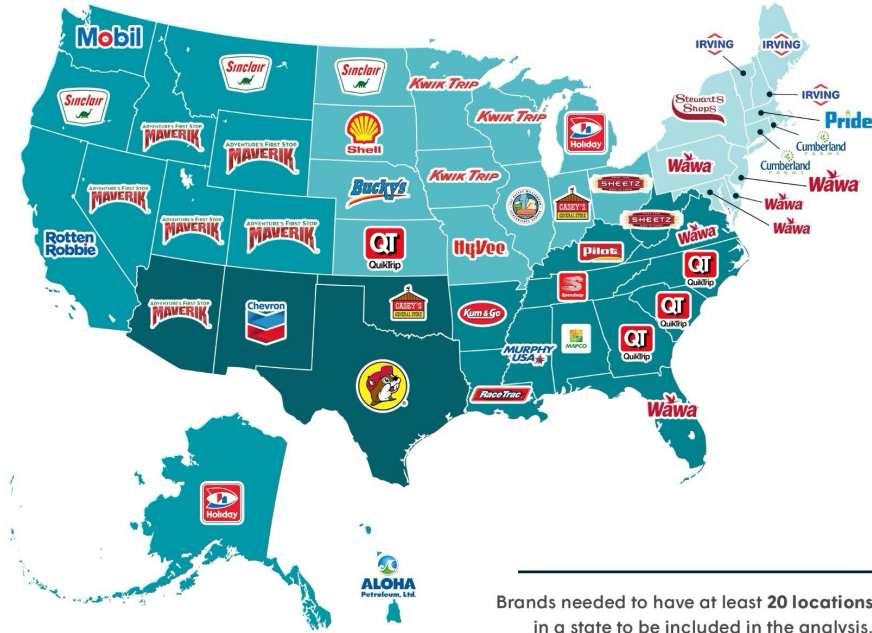 Mobil
Sinclair
Sinclair
KWIK TRIP
IRVING
IRVING
Sinclair
ADVENTURE'S FIRST STOP
MAVERIK
ADVENTURE'S FIRST STOP
MAVERIK
Shell
KWIK TRIP
Holiday
STEWART'S
SHOPS
IRVING
Pride
Cumberland
FARMS
Cumberland
FARMS
ADVENTURE'S FIRST STOP
MAVERIK
Bucky's
KWIK TRIP
CASEY'S
GENERAL STORE
SHEETZ
Wawa
Wawa
Wawa
Wawa
Rotten
Robbie
ADVENTURE'S FIRST STOP
MAVERIK
ADVENTURE'S FIRST STOP
MAVERIK
QT
QuikTrip
HyVee
Pilot
SHEETZ
Wawa
ADVENTURE'S FIRST STOP
MAVERIK
Chevron
CASEY'S
GENERAL STORE
Kum & Go
Speedway
QT
QuikTrip
QT
QuikTrip
MURPHY
USA
MAPCO
QT
QuikTrip
RaceTrac
Wawa
Holiday
ALOHA
Petroleum, Ltd.
Brands needed to have at least 20 locations
in a state to be included in the analysis.